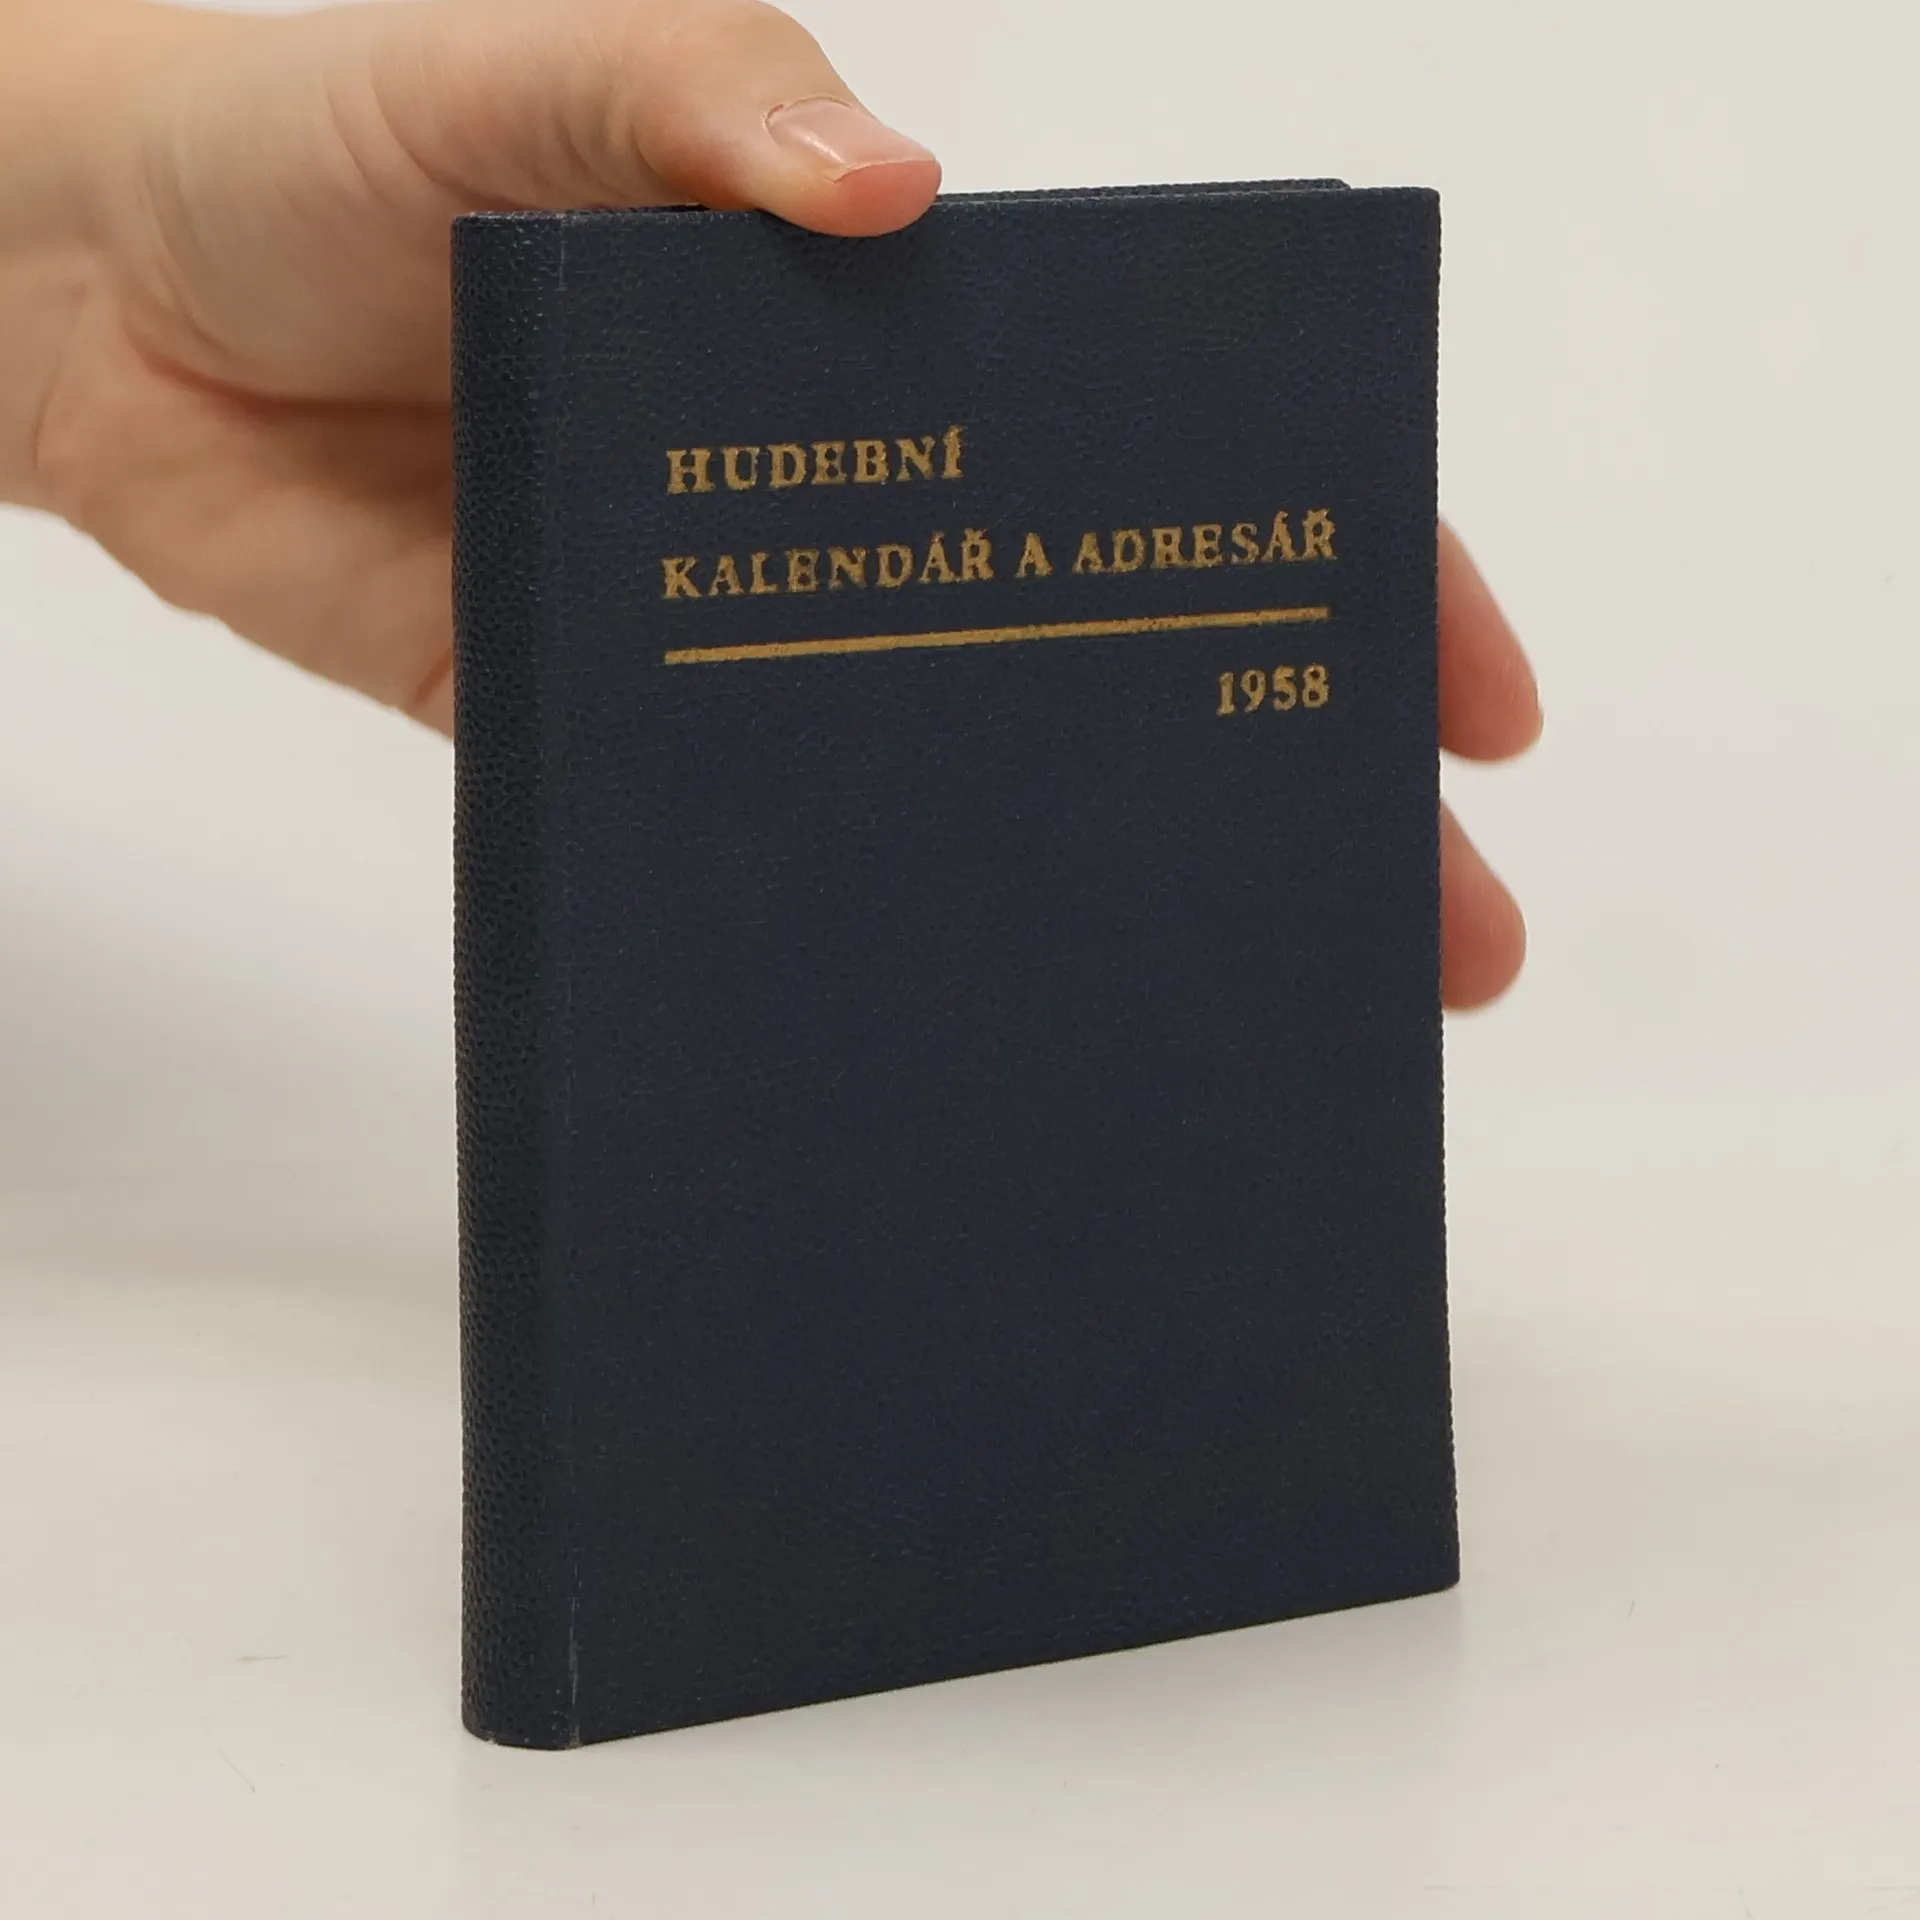 HUDEBNÍ
KALENDÁŘ A ADRESÁŘ
1958